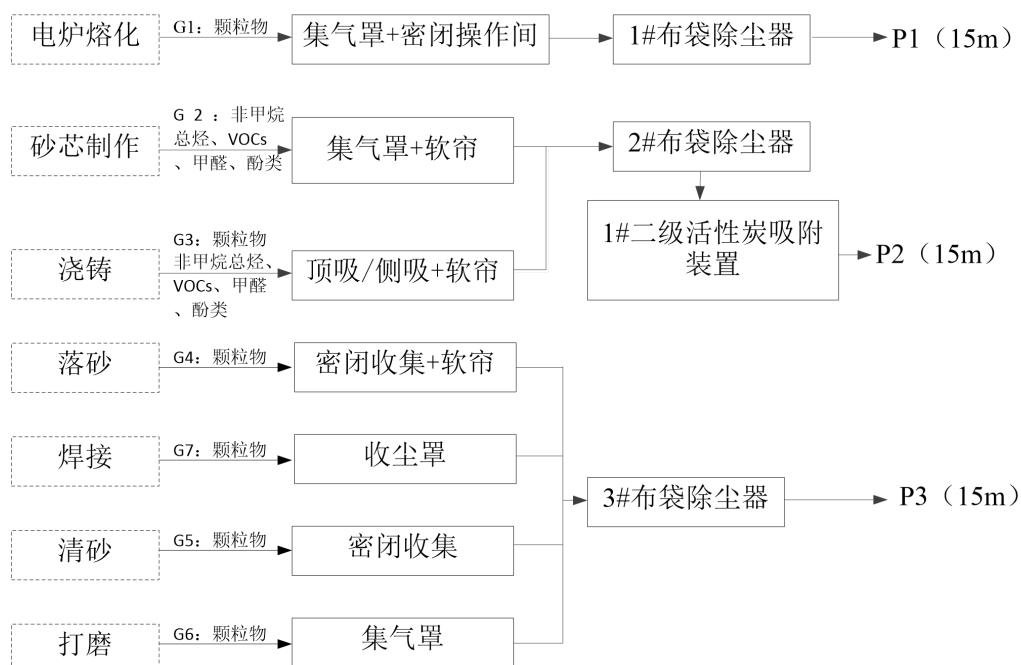 电炉熔化
G1：颗粒物
集气罩+密闭操作间
1#布袋除尘器
P1（15m）
砂芯制作
G 2 ：非甲烷
总烃、VOCs
、甲醛、酚类
集气罩+软帘
2#布袋除尘器
浇铸
G3：颗粒物
非甲烷总烃、
VOCs、甲醛
、酚类
顶吸/侧吸+软帘
1#二级活性炭吸附
装置
P2（15m）
落砂
G4：颗粒物
密闭收集+软帘
焊接
G7：颗粒物
收尘罩
3#布袋除尘器
P3（15m）
清砂
G5：颗粒物
密闭收集
打磨
G6：颗粒物
集气罩